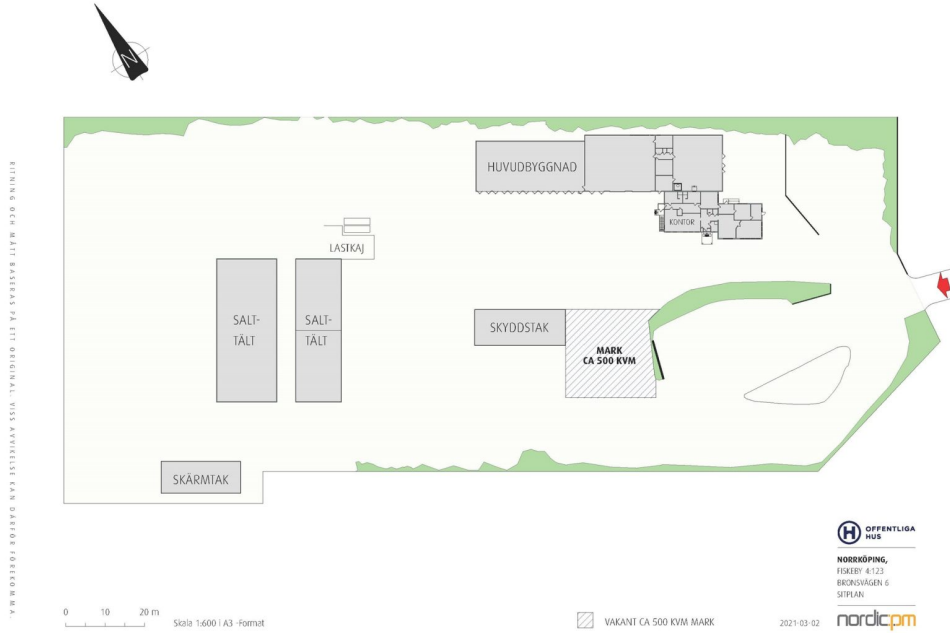 N
HUVUDBYGGNAD
KONTOR
LASTKAJ
SALT-
TÄLT
SALT-
TÄLT
SKYDDSTAK
MARK
CA 500 KVM
SKÄRMTAK
RITNING OCH MÅTT BASERAS PÅ ETT ORIGINAL. VISS AVVIKELSE KAN DÄRFÖR FÖREKOMMA.
0 10 20 m
Skala 1:600 i A3 -Format
VAKANT CA 500 KVM MARK
2021-03-02
H OFFENTLIGA
HUS
NORRKÖPING,
FISKEBY 4:123
BRONSVÄGEN 6
SITPLAN
nordicpm